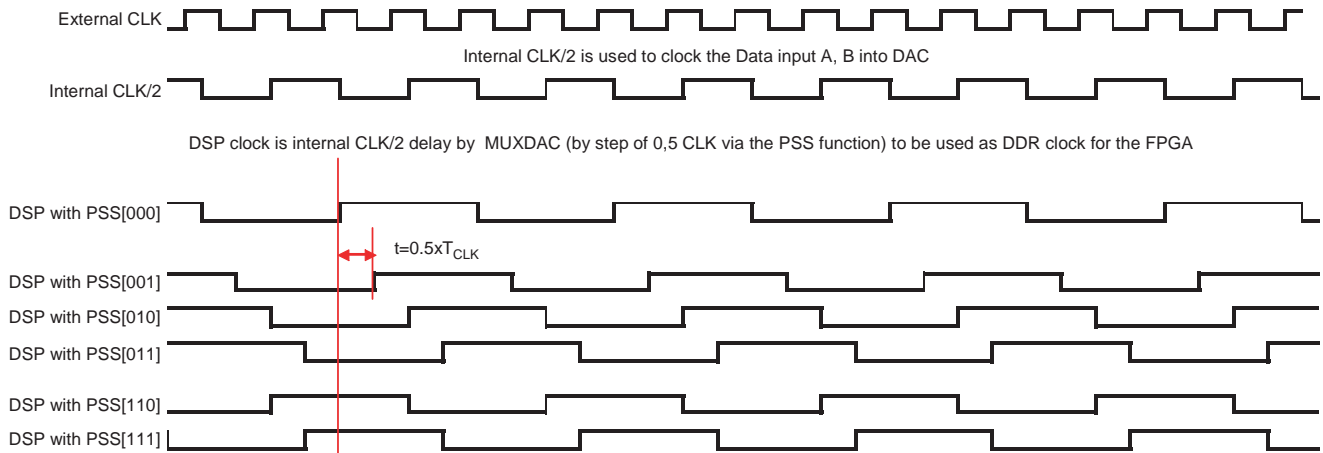 External CLK
Internal CLK/2 is used to clock the Data input A, B into DAC
Internal CLK/2
DSP clock is internal CLK/2 delay by MUXDAC (by step of 0,5 CLK via the PSS function) to be used as DDR clock for the FPGA
DSP with PSS[000]
t=0.5xTCLK
DSP with PSS[001]
DSP with PSS[010]
DSP with PSS[011]
DSP with PSS[110]
DSP with PSS[111]